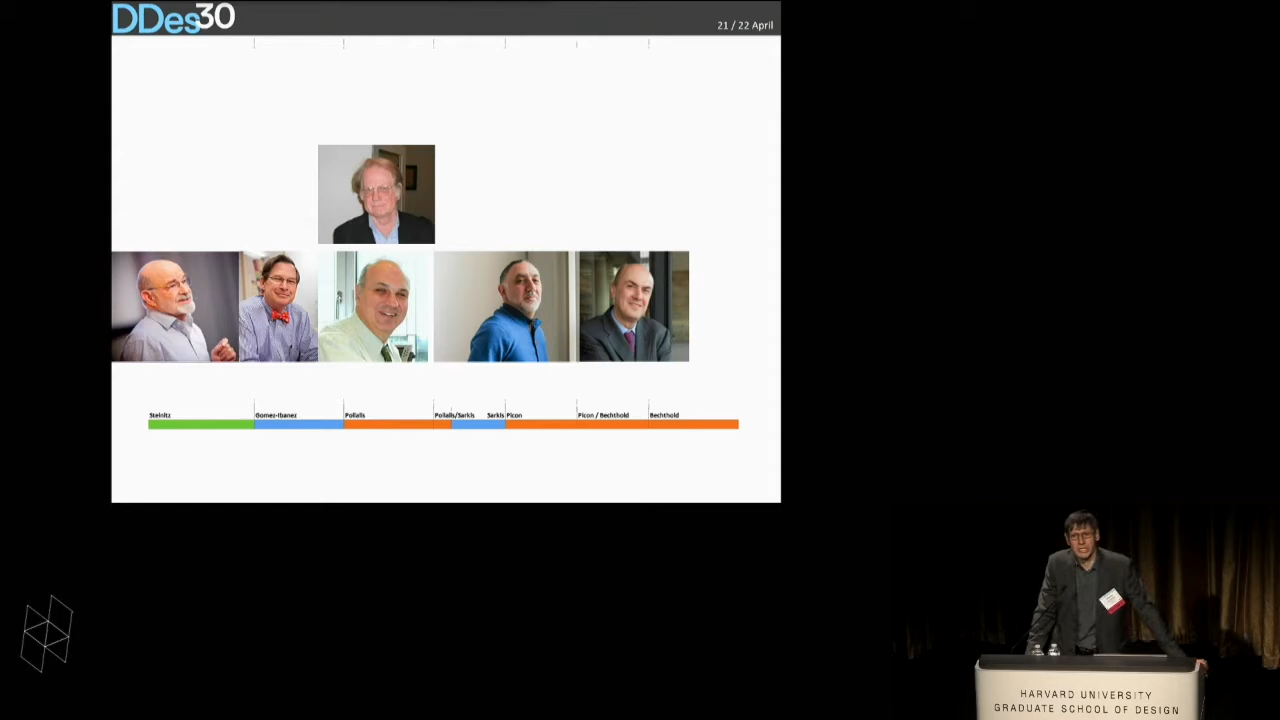 DDes30
21 / 22 April
Steinitz Gomez-Ibanez Pollalis Pollalis/Sarkis Sarkis Picon Picon / Bechthold Bechthold
HARVARD UNIVERSITY
GRADUATE SCHOOL OF DESIGN